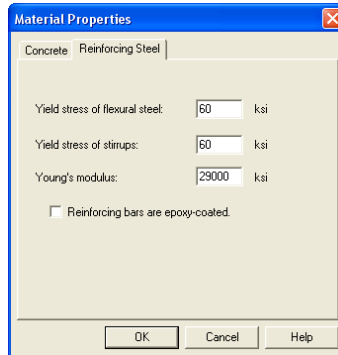 Material Properties
Concrete Reinforcing Steel
Yield stress of flexural steel: 60 ksi
Yield stress of stirrups: 60 ksi
Young's modulus: 29000 ksi
Reinforcing bars are epoxy-coated.
OK Cancel Help